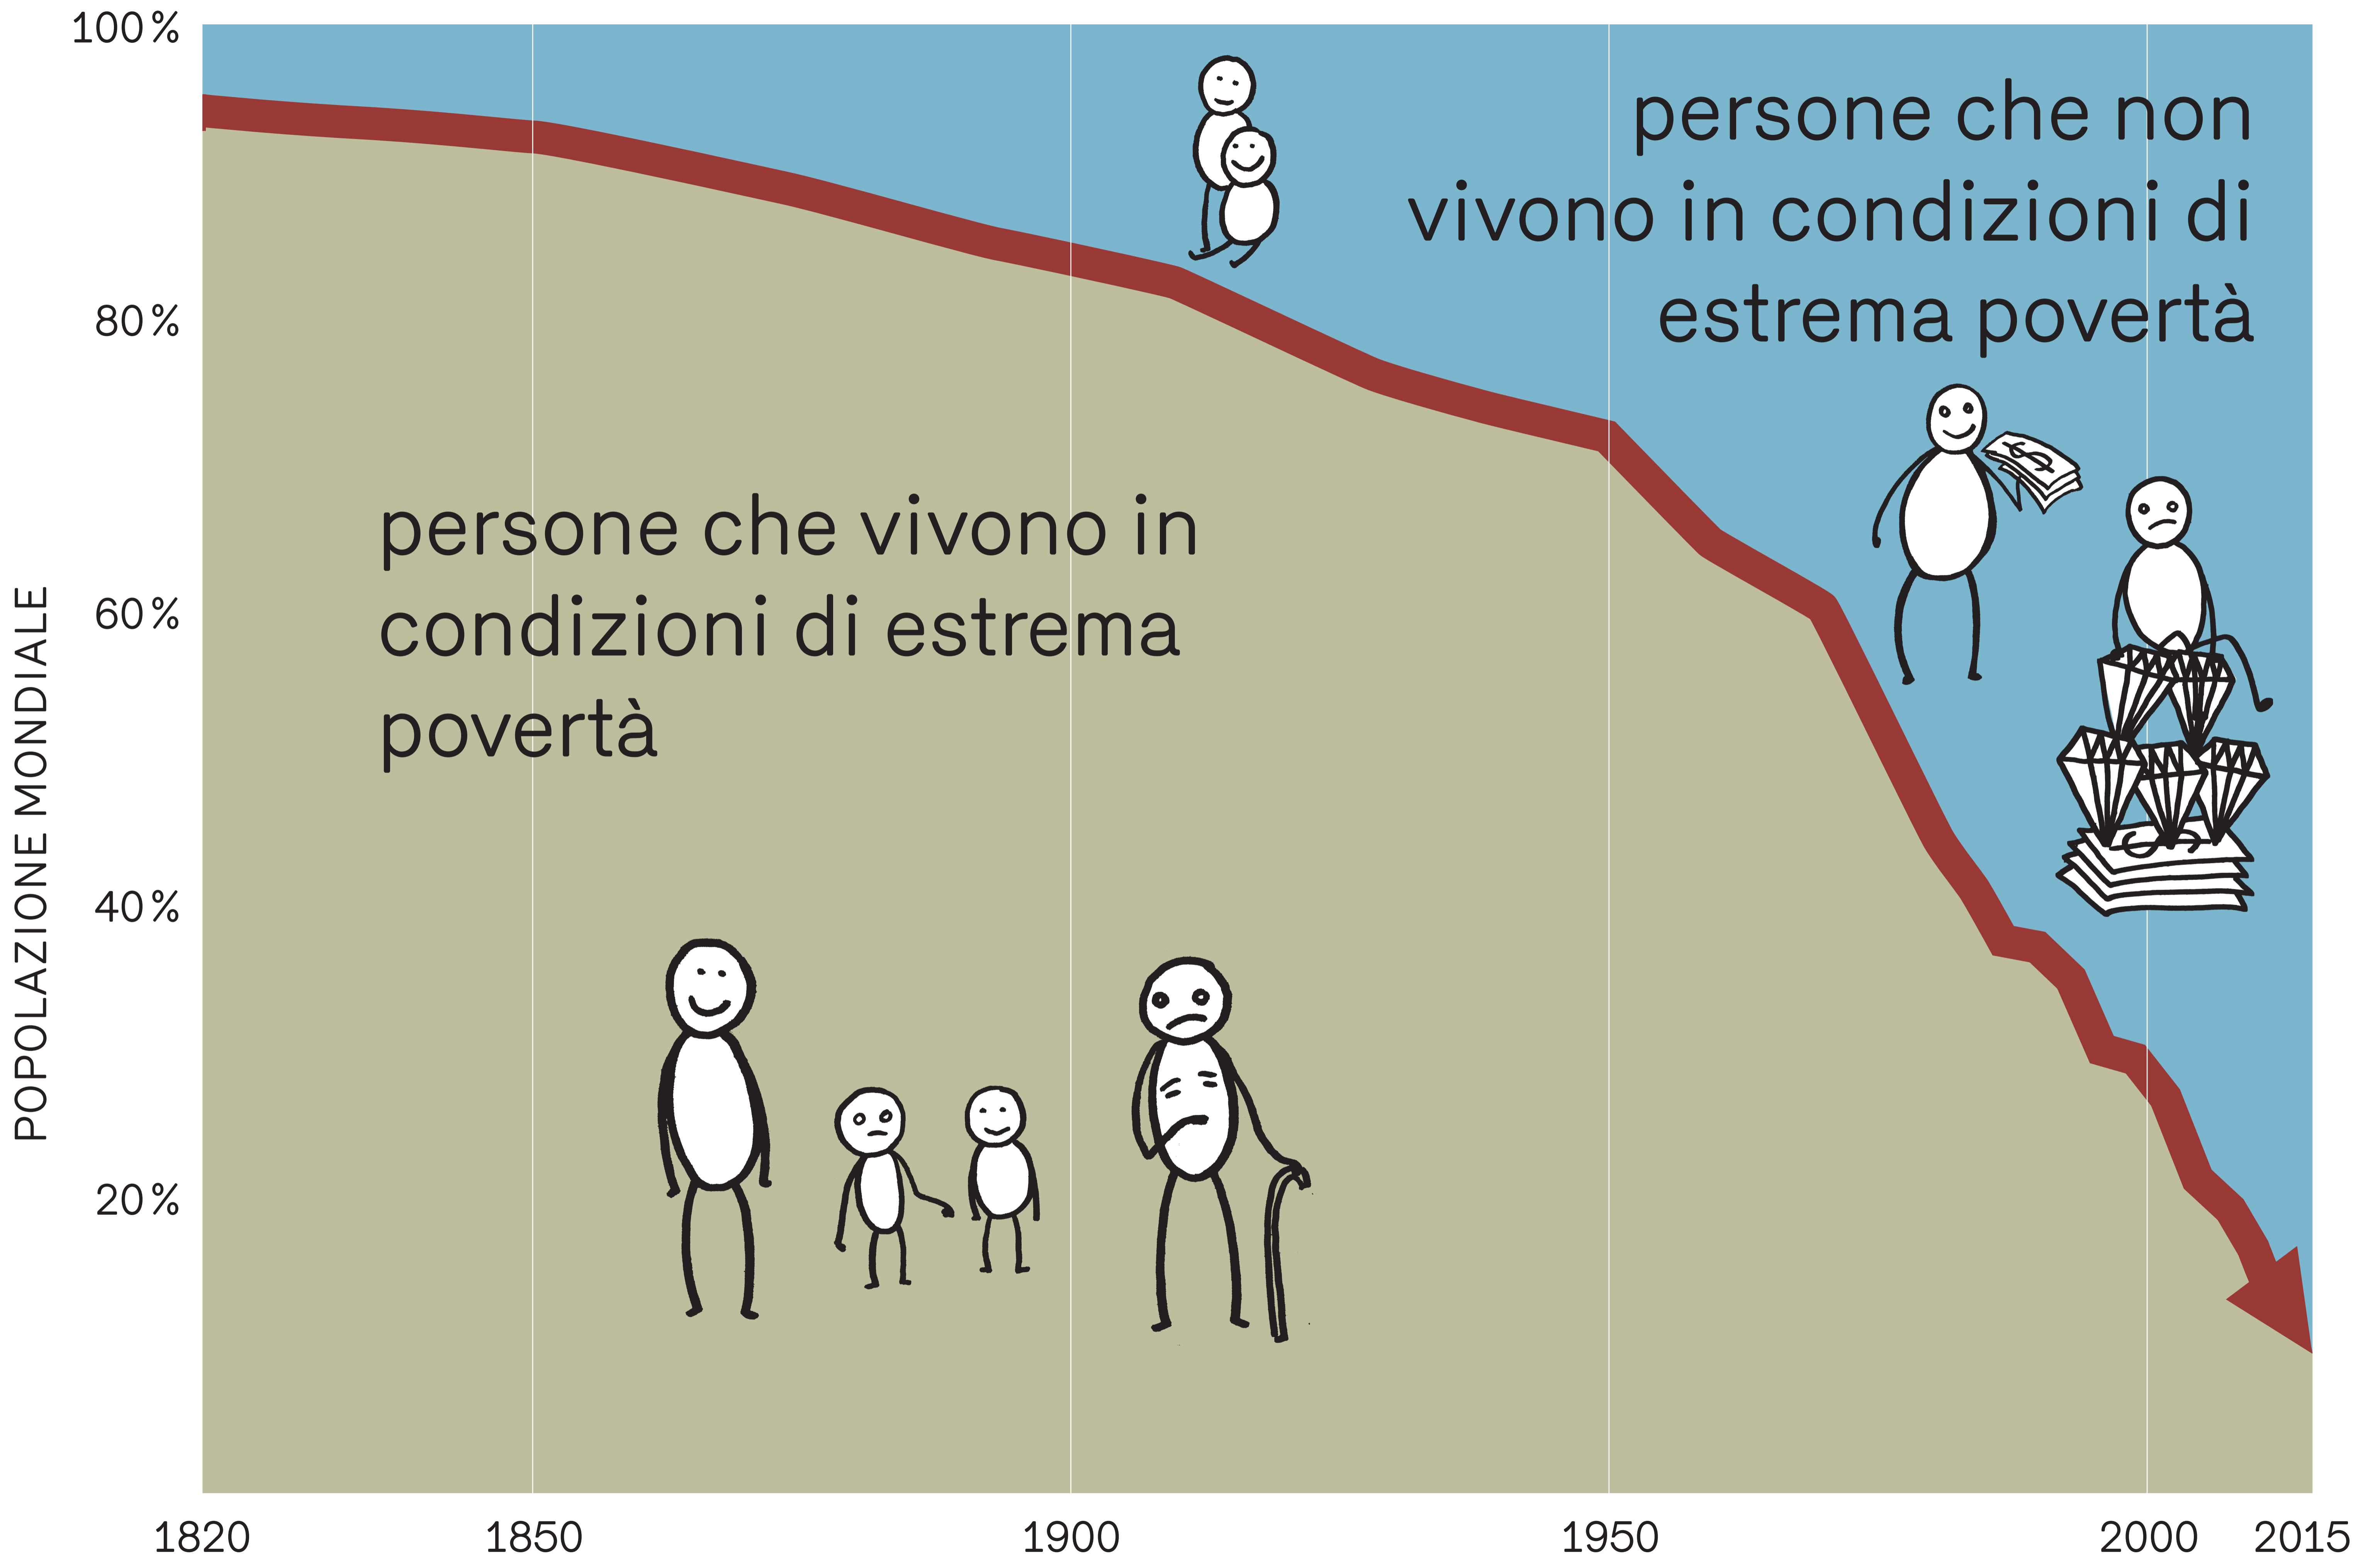 100%
persone che non
vivono in condizioni di
estrema povertà
80%
persone che vivono in
condizioni di estrema
povertà
60%
POPOLAZIONE MONDIALE
40%
20%
1820 1850 1900 1950 2000 2015